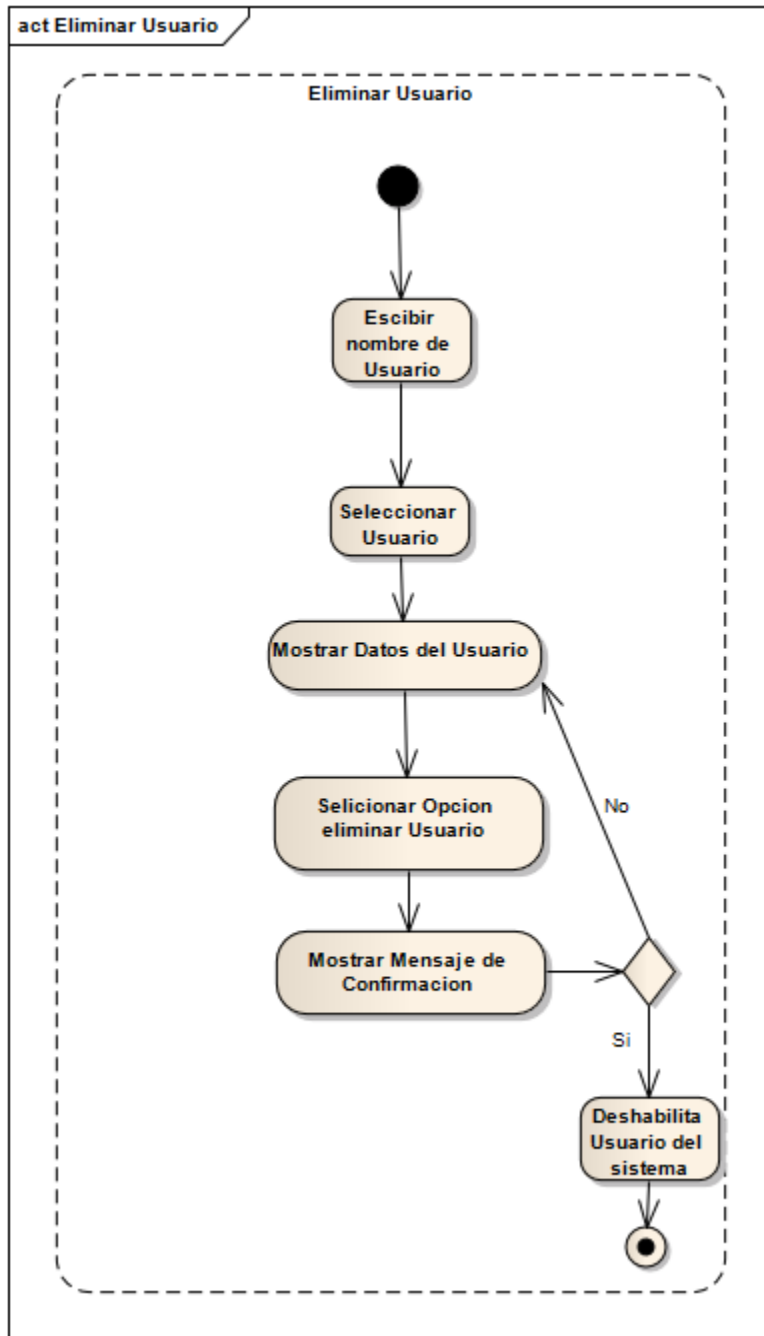 act Eliminar Usuario
Eliminar Usuario
Escibir
nombre de
Usuario
Seleccionar
Usuario
Mostrar Datos del Usuario
Selicionar Opcion
eliminar Usuario
No
Mostrar Mensaje de
Confirmacion
Si
Deshabilita
Usuario del
sistema